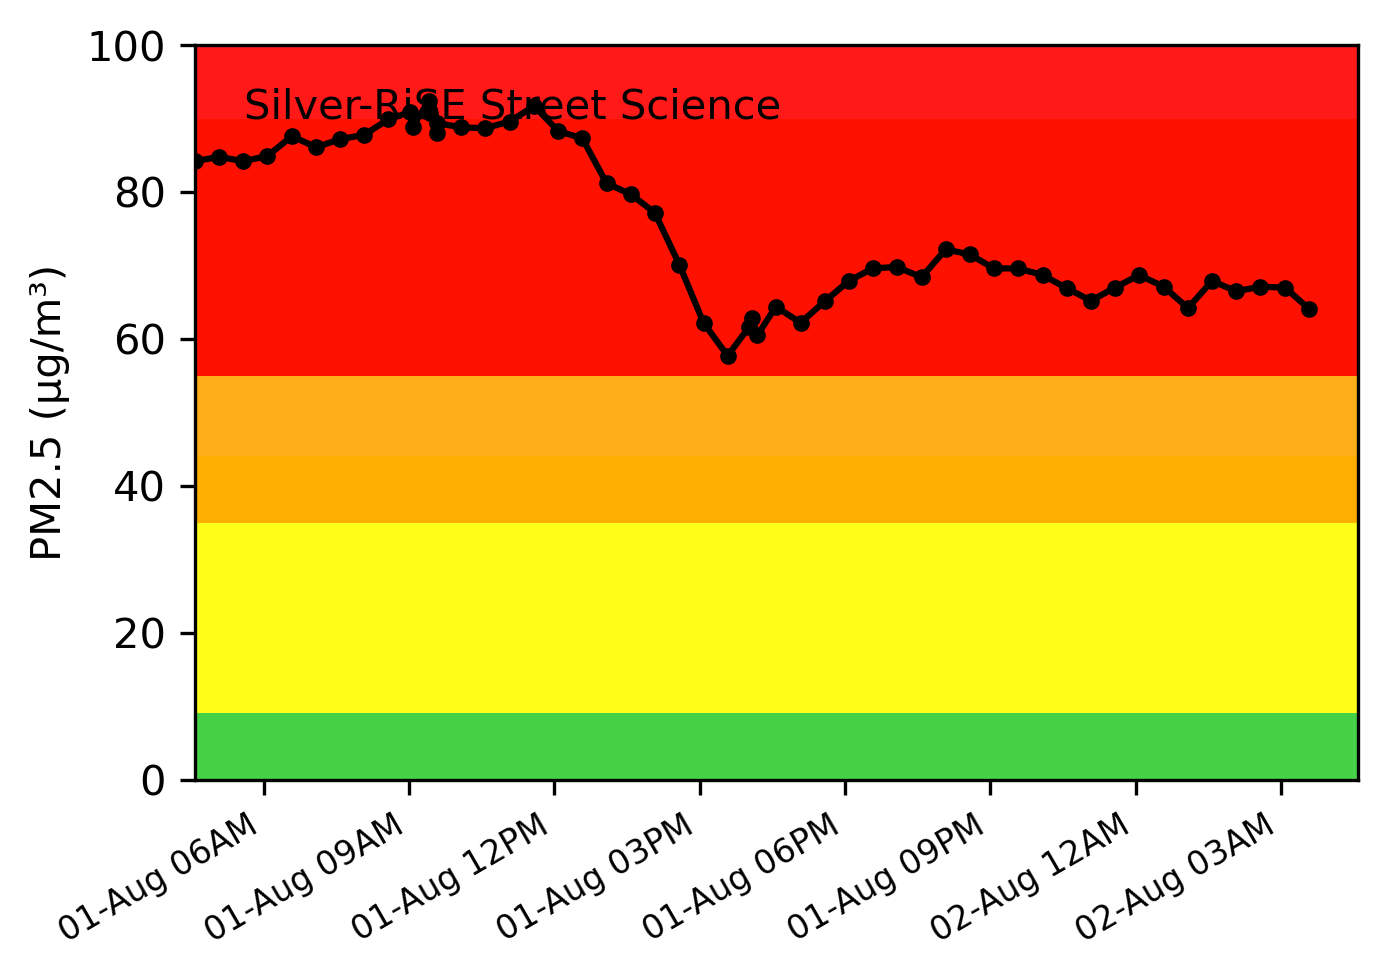 Silver-RiSE Street Science
PM2.5 (μg/m³)
100
80
60
40
20
0
01-Aug 06AM
01-Aug 09AM
01-Aug 12PM
01-Aug 03PM
01-Aug 06PM
01-Aug 09PM
02-Aug 12AM
02-Aug 03AM